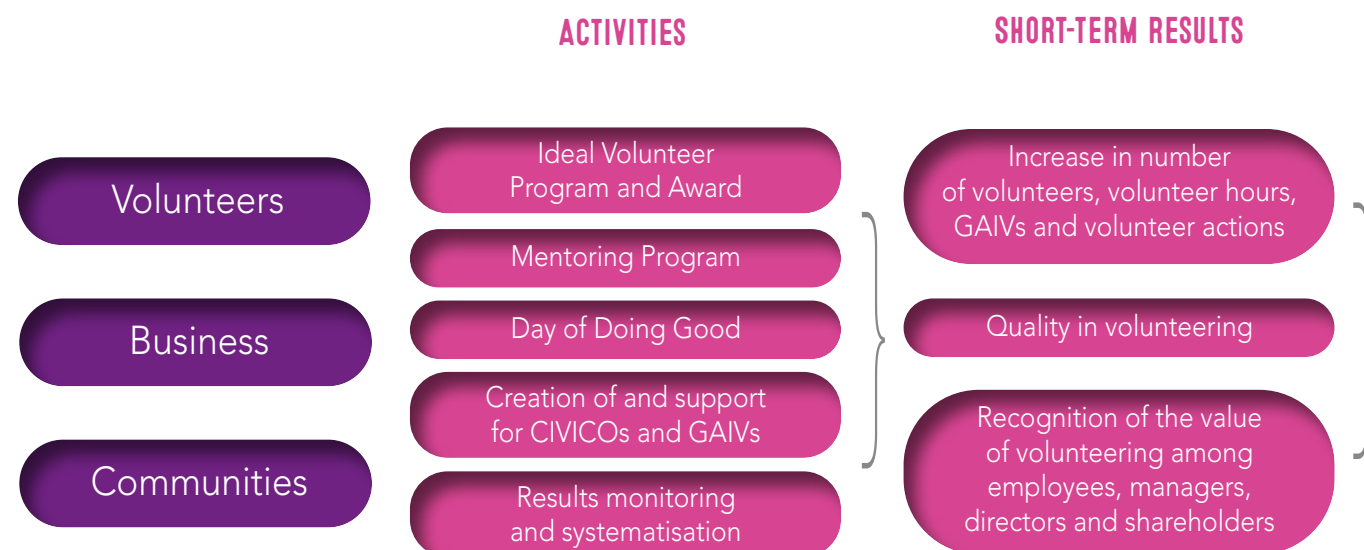 ACTIVITIES
SHORT-TERM RESULTS
Volunteers
Business
Communities
Ideal Volunteer
Program and Award
Mentoring Program
Day of Doing Good
Creation of and support
for CIVICOs and GAIVs
Results monitoring
and systematisation
Increase in number
of volunteers, volunteer hours,
GAIVs and volunteer actions
Quality in volunteering
Recognition of the value
of volunteering among
employees, managers,
directors and shareholders